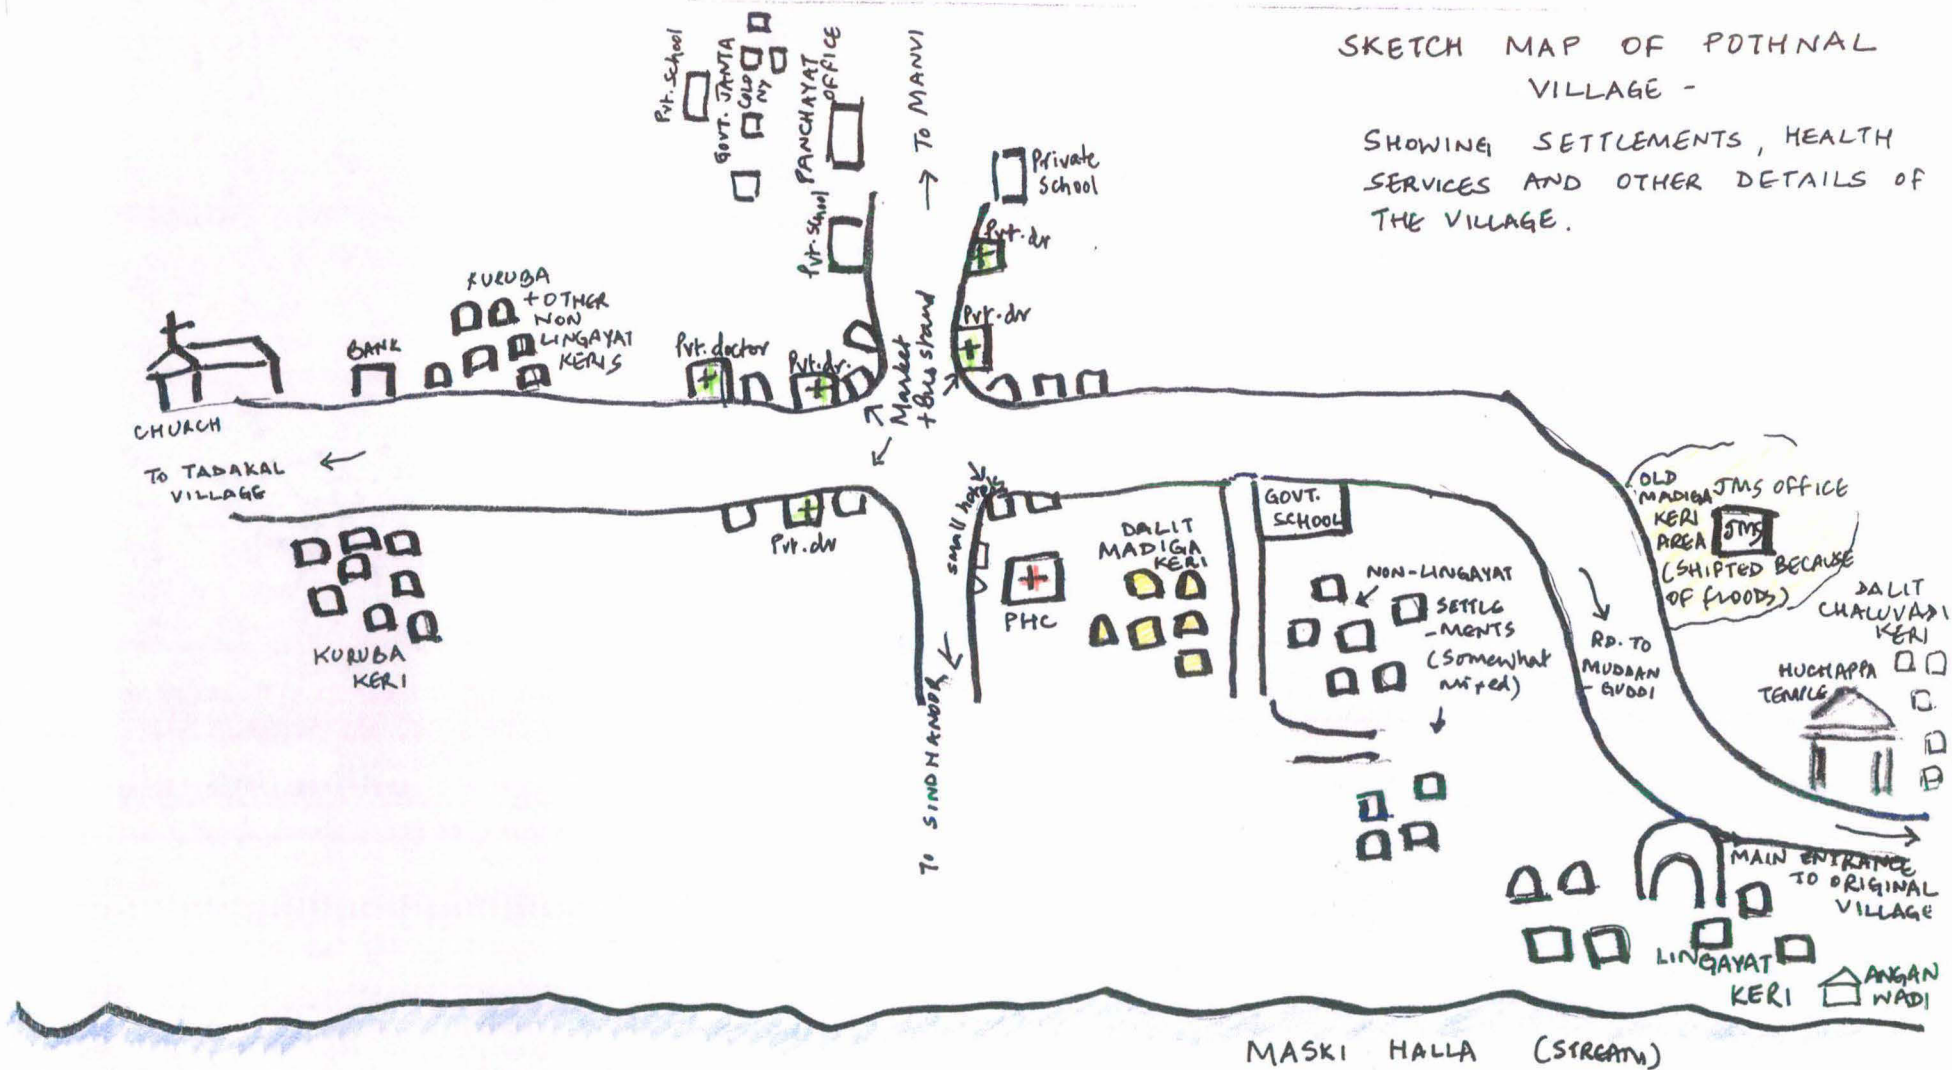 SKETCH MAP OF POTHNAL
VILLAGE -
SHOWING SETTLEMENTS, HEALTH
SERVICES AND OTHER DETAILS OF
THE VILLAGE.
Pvt. School
GOVT. JANTA
COLO
NY
PANCHAYAT
OFFICE
TO MANVI
Private
School
Pvt. School
Pvt. dr
Pvt. dr
KURUBA
+ OTHER
NON
LINGAYAT
KERIS
BANK
Pvt. doctor
Pvt. dr.
Market
+ Bus stand
CHURCH
TO TADAKAL
VILLAGE
Pvt. dr
KURUBA
KERI
small
TO SINDHANOOR
PHC
DALIT
MADIGA
KERI
GOVT.
SCHOOL
NON-LINGAYAT
SETTLE
-MENTS
(Somewhat
mixed)
RD. TO
MUDDAN
-GUDDI
OLD
MADIGA
KERI
AREA
JMS OFFICE
JMS
(SHIPTED BECAUSE
OF FLOODS)
DALIT
CHALUVADI
KERI
HUCHAPPA
TEMPLE
MAIN ENTRANCE
TO ORIGINAL
VILLAGE
LINGAYAT
KERI
ANGAN
WADI
MASKI HALLA (STREAM)